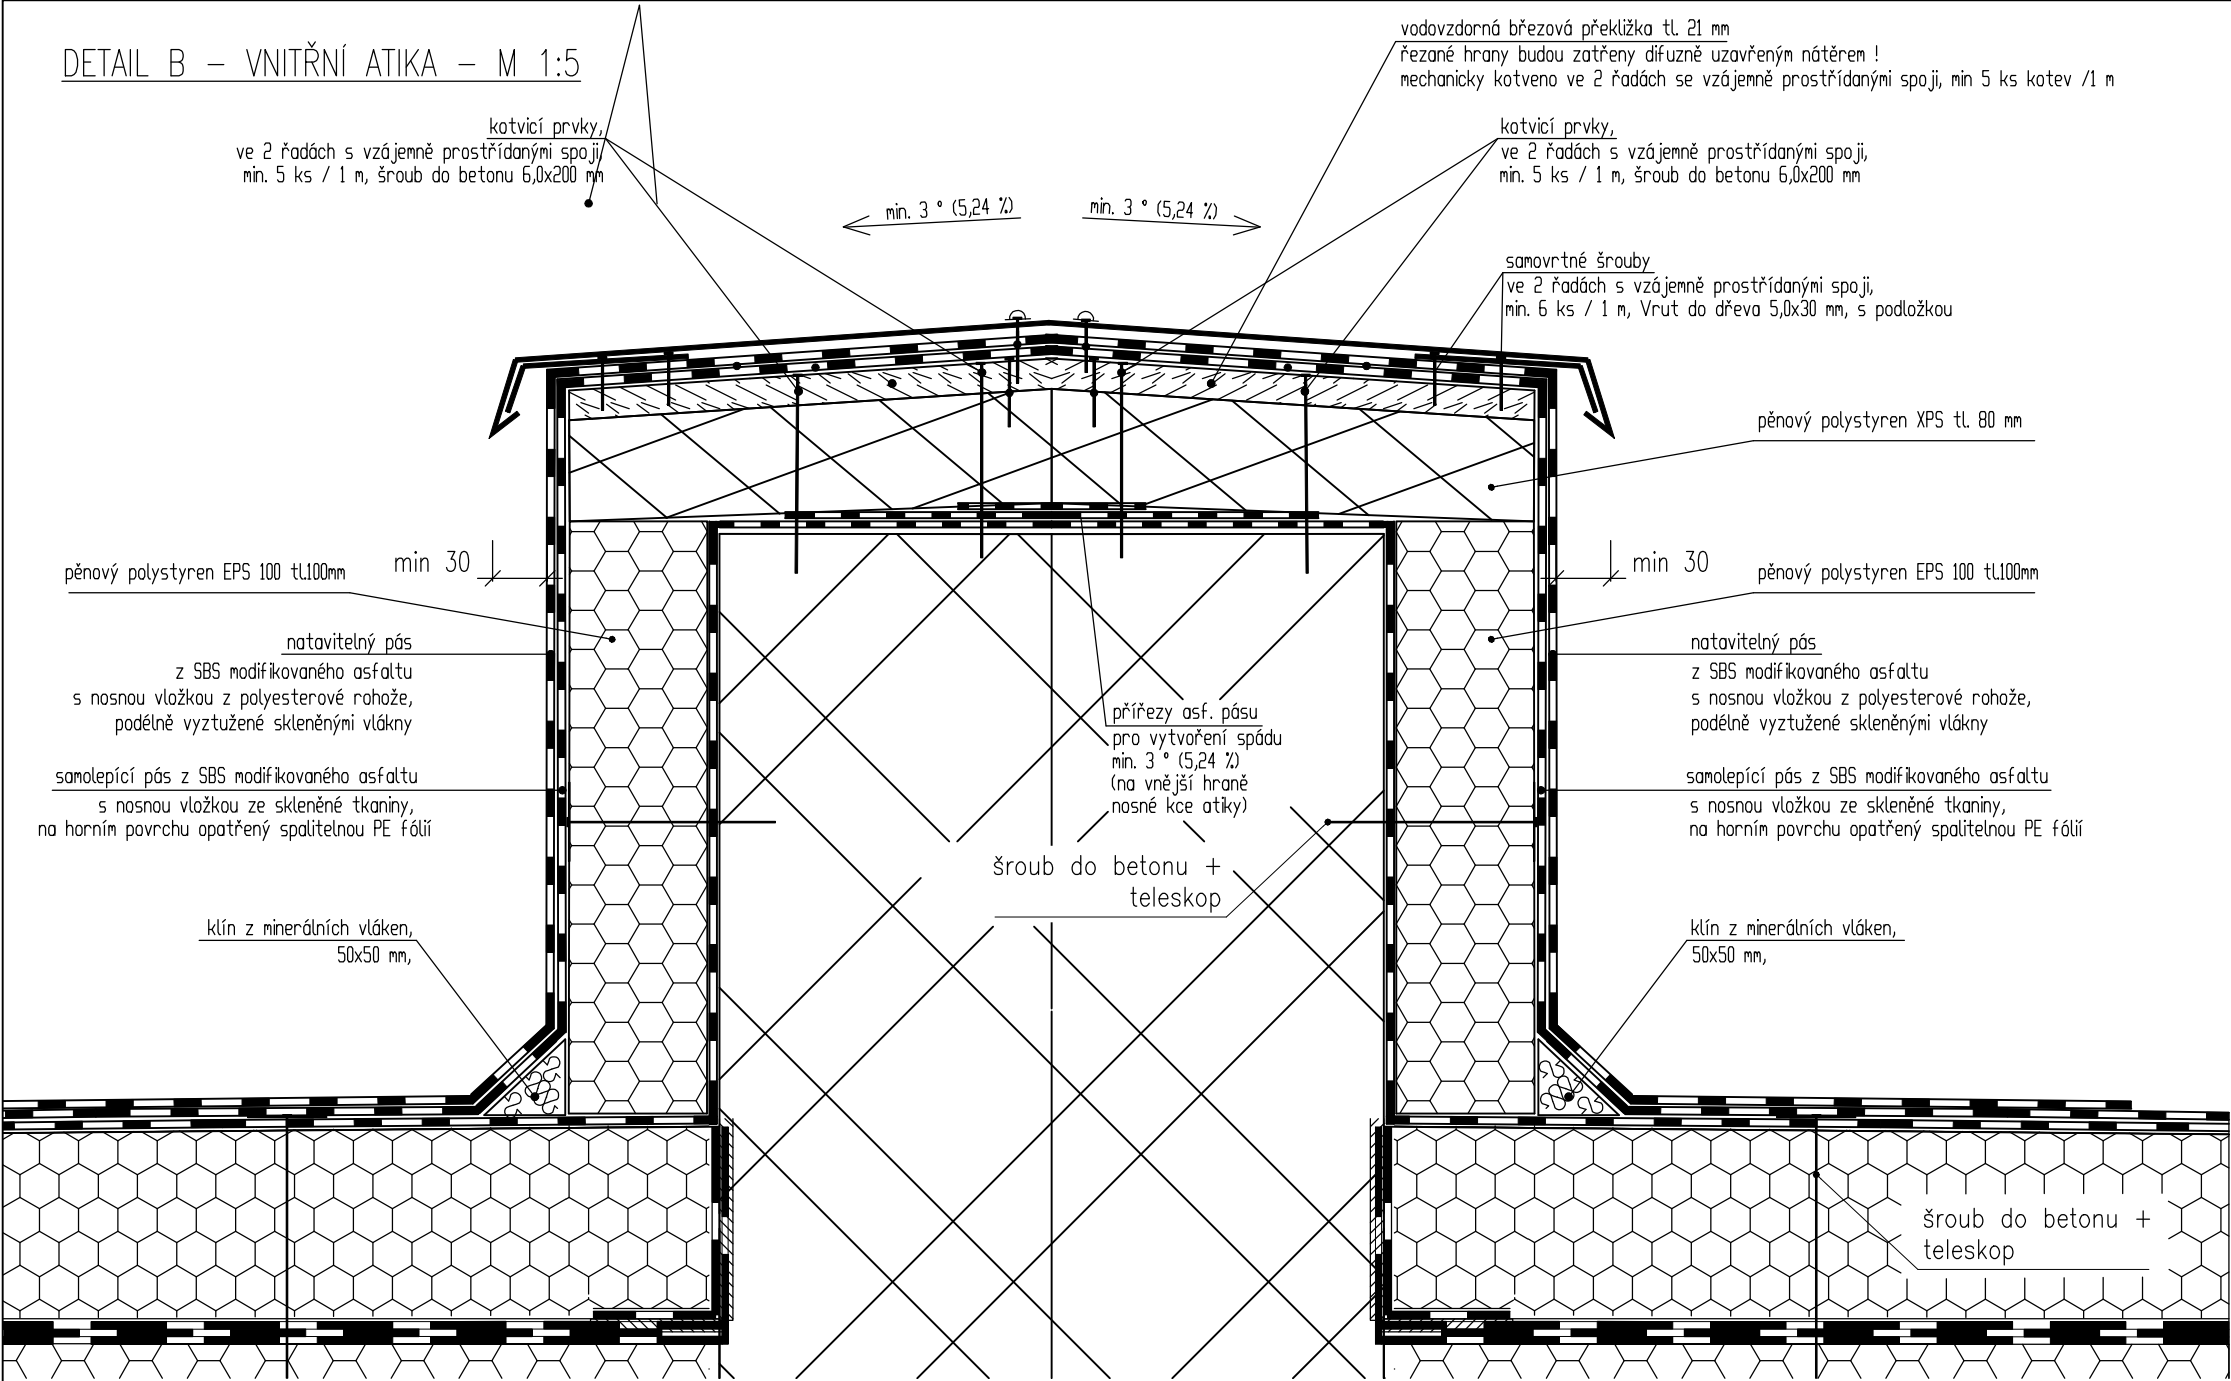 DETAIL B - VNITŘNÍ ATIKA - M 1:5
vodovzdorná březová překližka tl. 21 mm
řezané hrany budou zatřeny difuzně uzavřeným nátěrem !
mechanicky kotveno ve 2 řadách se vzájemně prostřídanými spoji, min 5 ks kotev /1 m
kotvicí prvky,
ve 2 řadách s vzájemně prostřídanými spoji,
min. 5 ks / 1 m, šroub do betonu 6,0x200 mm
kotvicí prvky,
ve 2 řadách s vzájemně prostřídanými spoji,
min. 5 ks / 1 m, šroub do betonu 6,0x200 mm
min. 3 ° (5,24 %)
min. 3 ° (5,24 %)
samovrtné šrouby
ve 2 řadách s vzájemně prostřídanými spoji,
min. 6 ks / 1 m, Vrut do dřeva 5,0x30 mm, s podložkou
pěnový polystyren XPS tl. 80 mm
min 30
min 30
pěnový polystyren EPS 100 tl.100mm
pěnový polystyren EPS 100 tl.100mm
natavitelný pás
z SBS modifikovaného asfaltu
s nosnou vložkou z polyesterové rohože,
podélně vyztužené skleněnými vlákny
natavitelný pás
z SBS modifikovaného asfaltu
s nosnou vložkou z polyesterové rohože,
podélně vyztužené skleněnými vlákny
přířezy asf. pásu
pro vytvoření spádu
min. 3 ° (5,24 %)
(na vnější hraně
nosné kce atiky)
samolepící pás z SBS modifikovaného asfaltu
s nosnou vložkou ze skleněné tkaniny,
na horním povrchu opatřený spalitelnou PE fólií
samolepící pás z SBS modifikovaného asfaltu
s nosnou vložkou ze skleněné tkaniny,
na horním povrchu opatřený spalitelnou PE fólií
šroub do betonu +
teleskop
klín z minerálních vláken,
50x50 mm,
klín z minerálních vláken,
50x50 mm,
šroub do betonu +
teleskop